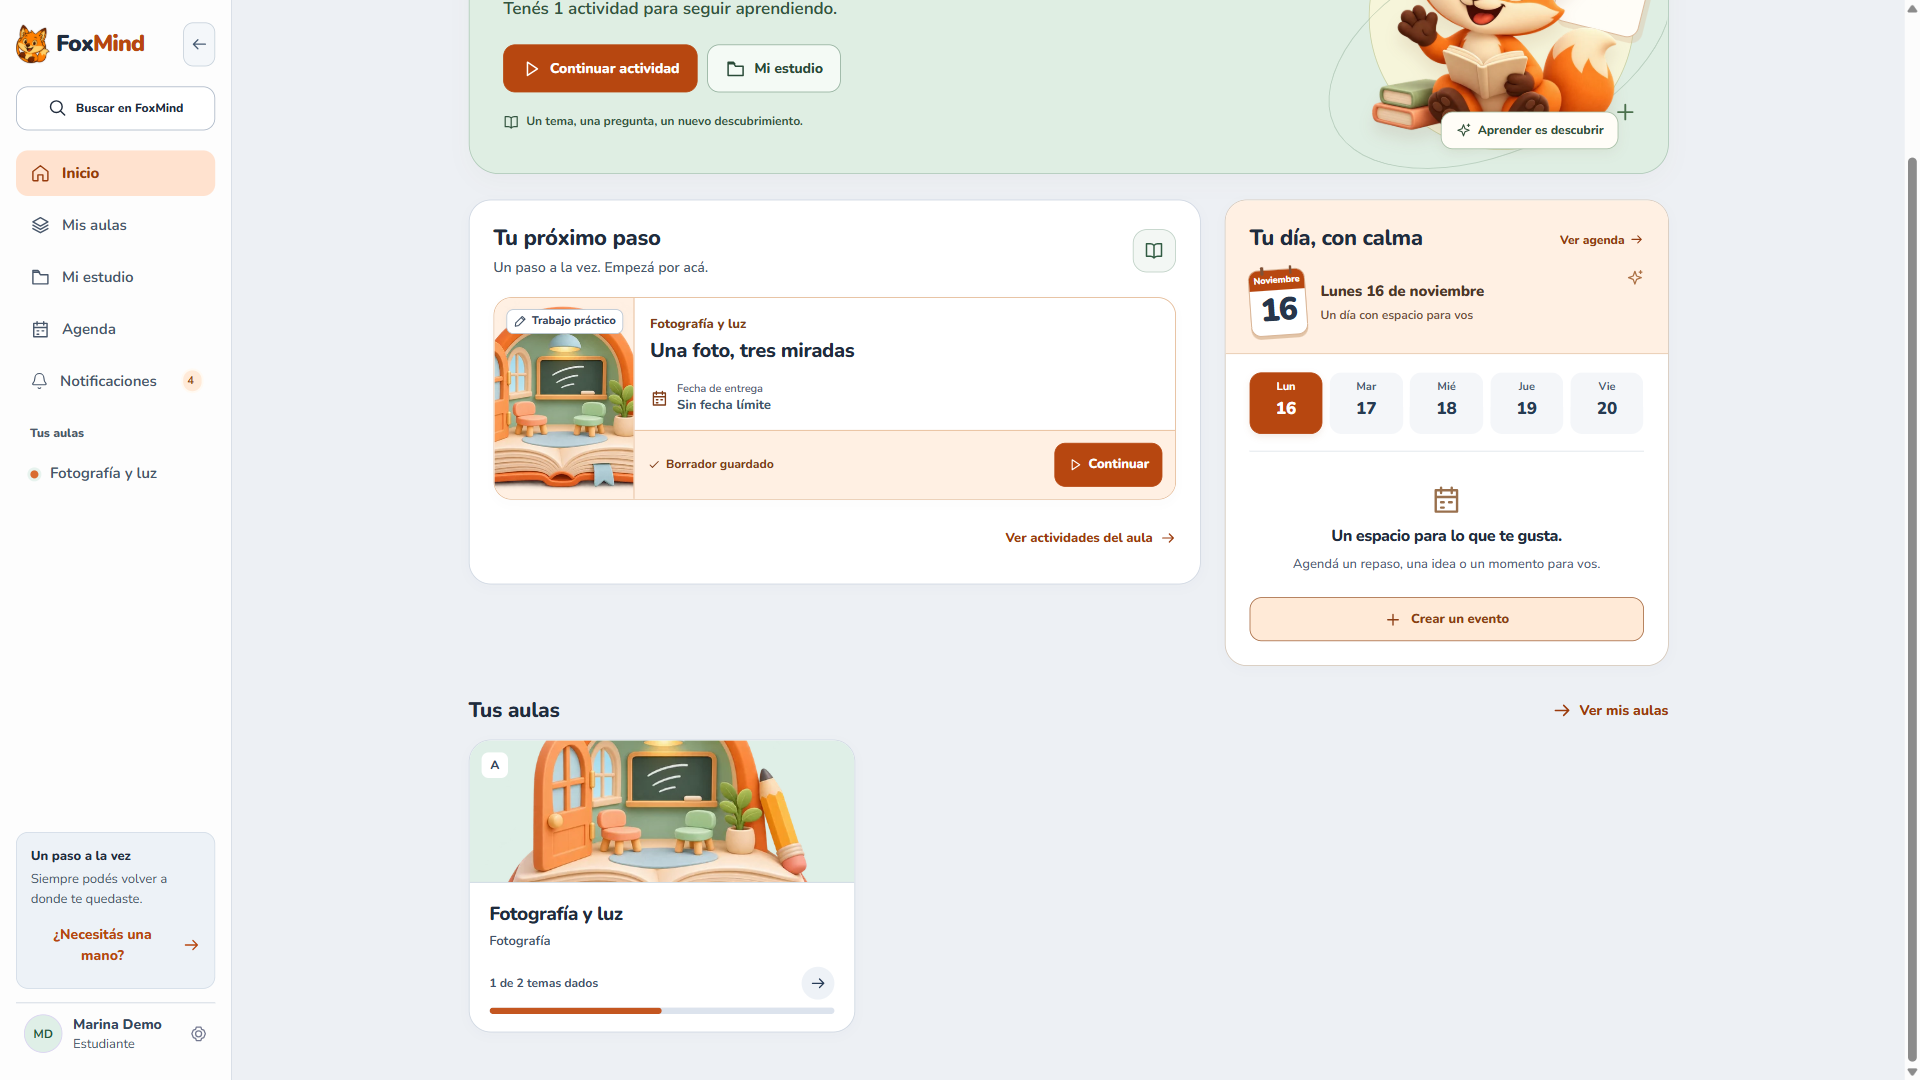 FoxMind
Buscar en FoxMind
Inicio
Mis aulas
Mi estudio
Agenda
Notificaciones 4
Tus aulas
Fotografía y luz
Un paso a la vez
Siempre podés volver a
donde te quedaste.
¿Necesitás una
mano?
MD
Marina Demo
Estudiante
Tenés 1 actividad para seguir aprendiendo.
Continuar actividad
Mi estudio
Un tema, una pregunta, un nuevo descubrimiento.
Aprender es descubrir
Tu próximo paso
Un paso a la vez. Empezá por acá.
Trabajo práctico
Fotografía y luz
Una foto, tres miradas
Fecha de entrega
Sin fecha límite
Borrador guardado
Continuar
Ver actividades del aula
Tu día, con calma
Ver agenda
Noviembre
16
Lunes 16 de noviembre
Un día con espacio para vos
Lun Mar Mié Jue Vie
16 17 18 19 20
Un espacio para lo que te gusta.
Agendá un repaso, una idea o un momento para vos.
Crear un evento
Tus aulas
Ver mis aulas
A
Fotografía y luz
Fotografía
1 de 2 temas dados